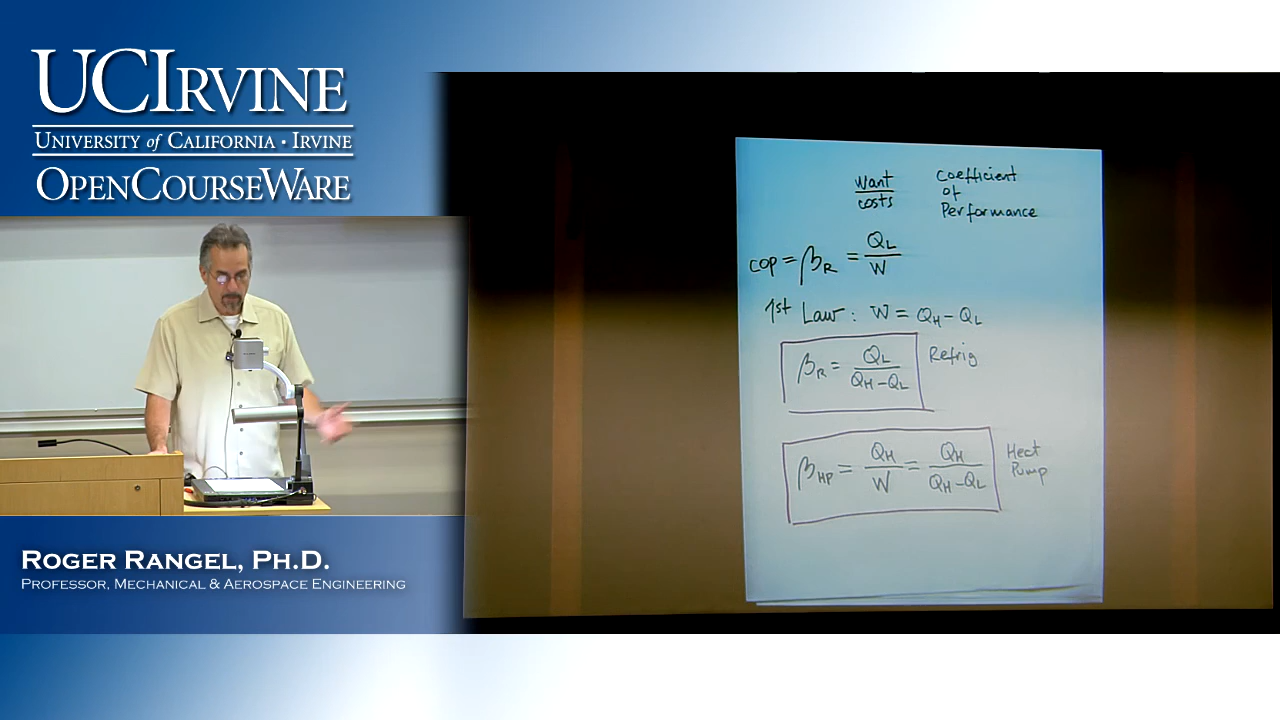 UCIRVINE
UNIVERSITY of CALIFORNIA · IRVINE
OPENCOURSEWARE
Want
costs
Coefficient
of
Performance
COP = βR = QL / W
1st Law: W = QH - QL
βR = QL / QH - QL
Refrig
βHP = QH / W = QH / QH - QL
Heat
Pump
ROGER RANGEL, PH.D.
PROFESSOR, MECHANICAL & AEROSPACE ENGINEERING